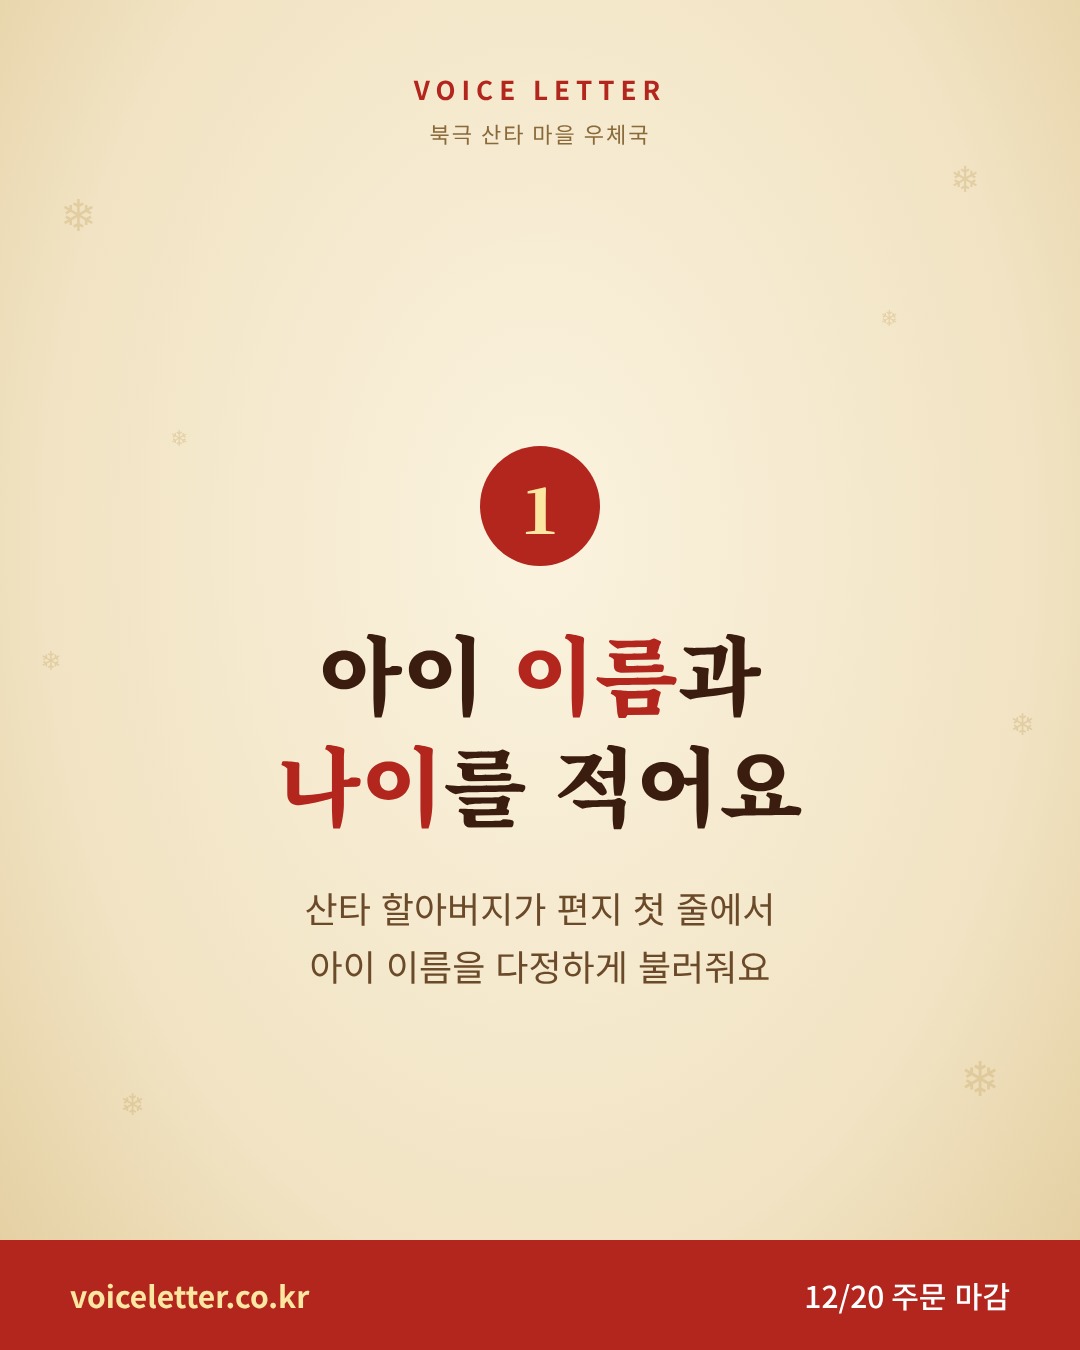 VOICE LETTER
북극 산타 마을 우체국
1
아이 이름과
나이를 적어요
산타 할아버지가 편지 첫 줄에서
아이 이름을 다정하게 불러줘요
voiceletter.co.kr
12/20 주문 마감